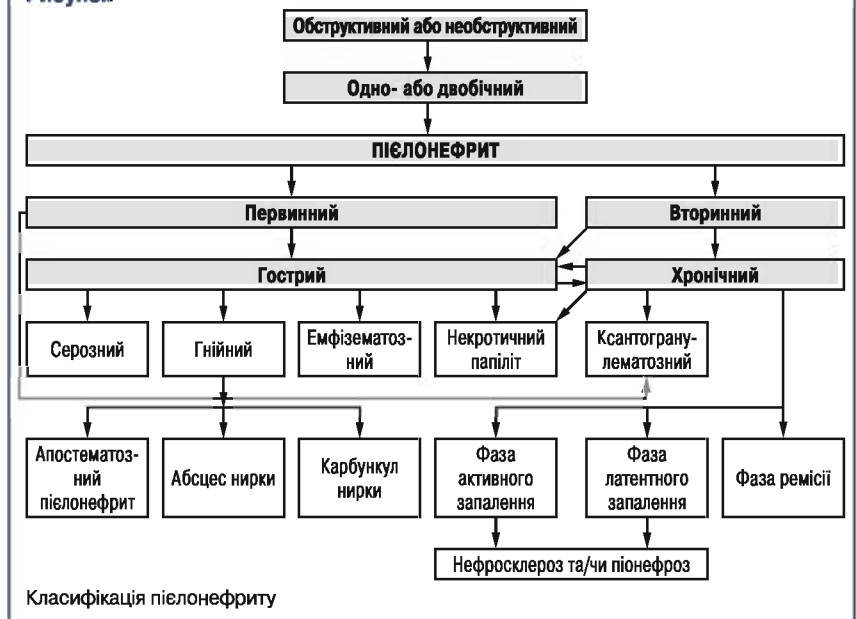 Рисунок
Обструктивний або необструктивний
Одно- або двобічний
ПІЄЛОНЕФРИТ
Первинний
Вторинний
Гострий
Хронічний
Серозний
Гнійний
Емфізематоз-
ний
Некротичний
папіліт
Ксантограну-
лематозний
Апостематоз-
ний
пієлонефрит
Абсцес нирки
Карбункул
нирки
Фаза
активного
запалення
Фаза
латентного
запалення
Фаза ремісії
Нефросклероз та/чи піонефроз
Класифікація пієлонефриту